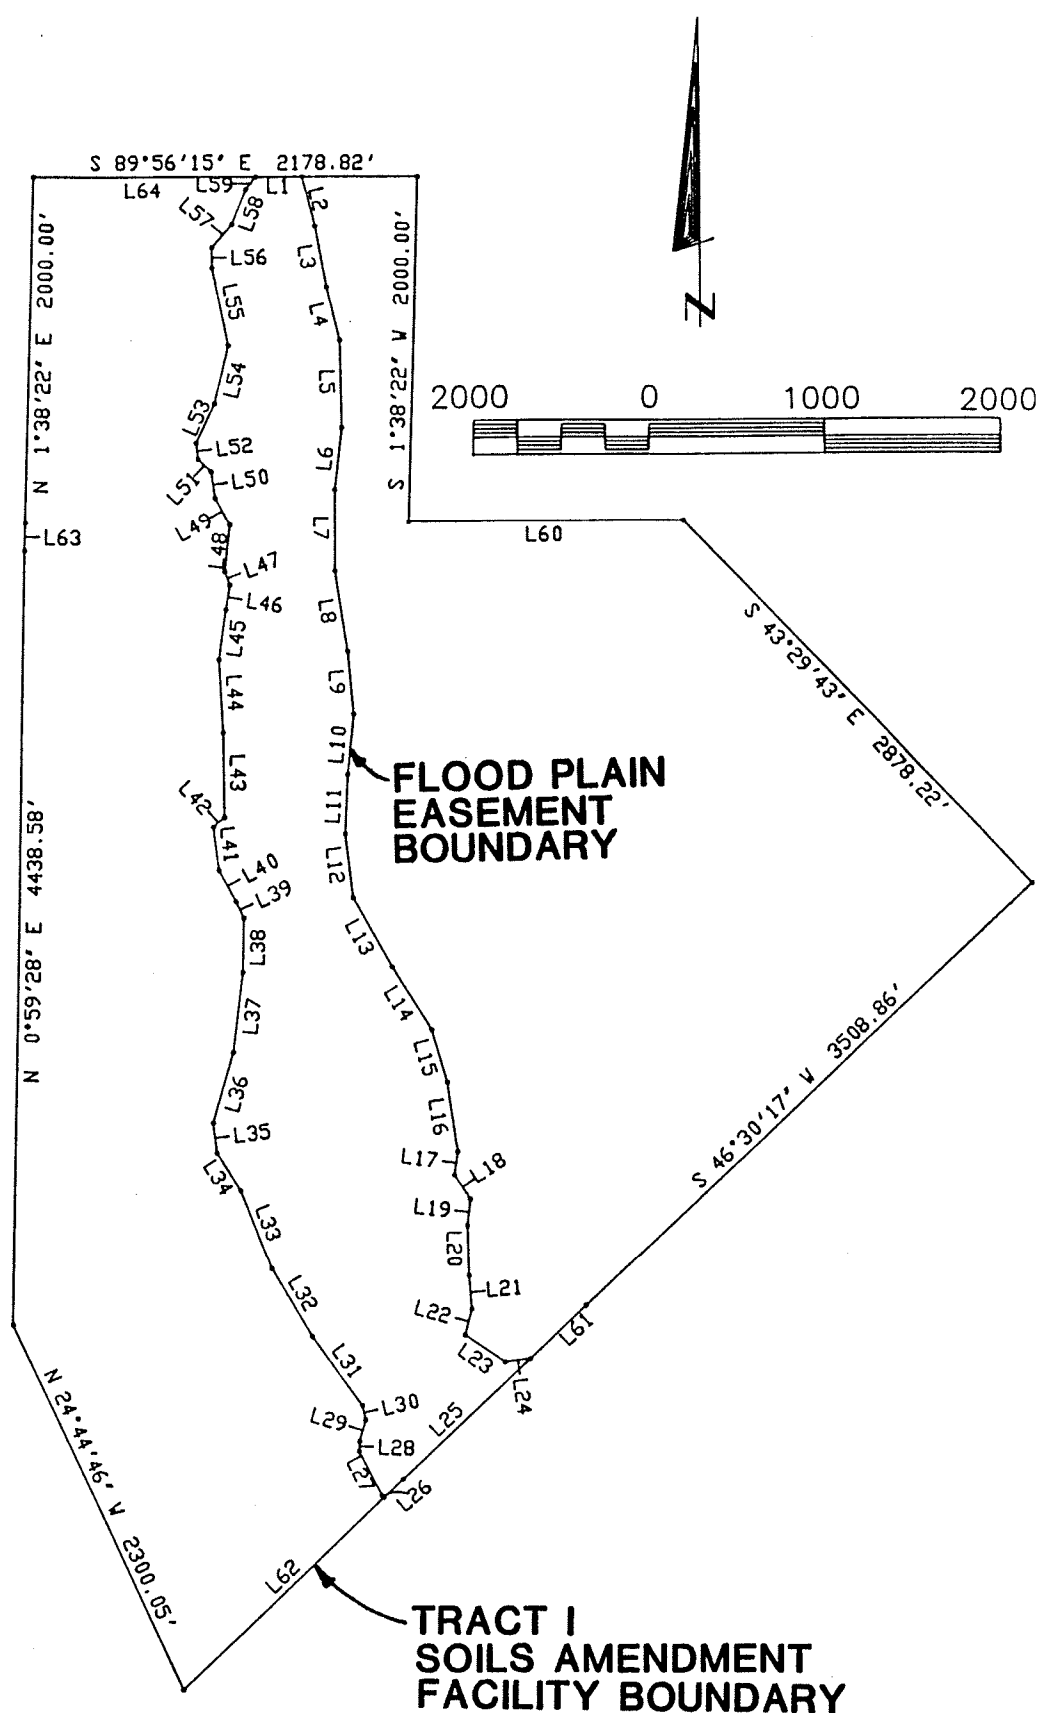 S 89°56'15" E 2178.82'
L64
L59
L1
L57
L58
L2
L56
L3
L55
L4
N 1°38'22" E 2000.00'
S 1°38'22" W 2000.00'
N
2000 0 1000 2000
L54
L5
L53
L52
L51
L50
L6
L49
L7
L63
L60
L48
L47
L46
L8
L45
L44
L9
S 43°29'43" E 2878.22'
L10
L43
FLOOD PLAIN
EASEMENT
BOUNDARY
L42
L11
L41
L40
L12
L39
N 0°59'28" E 4438.58'
L38
L13
L37
L14
L15
L36
L16
S 46°30'17" W 3508.86'
L35
L34
L17
L18
L19
L33
L20
L32
L21
L22
L31
L23
L61
L24
L30
L29
L25
L28
L27
L26
N 24°44'46" W 2300.05'
L62
TRACT I
SOILS AMENDMENT
FACILITY BOUNDARY